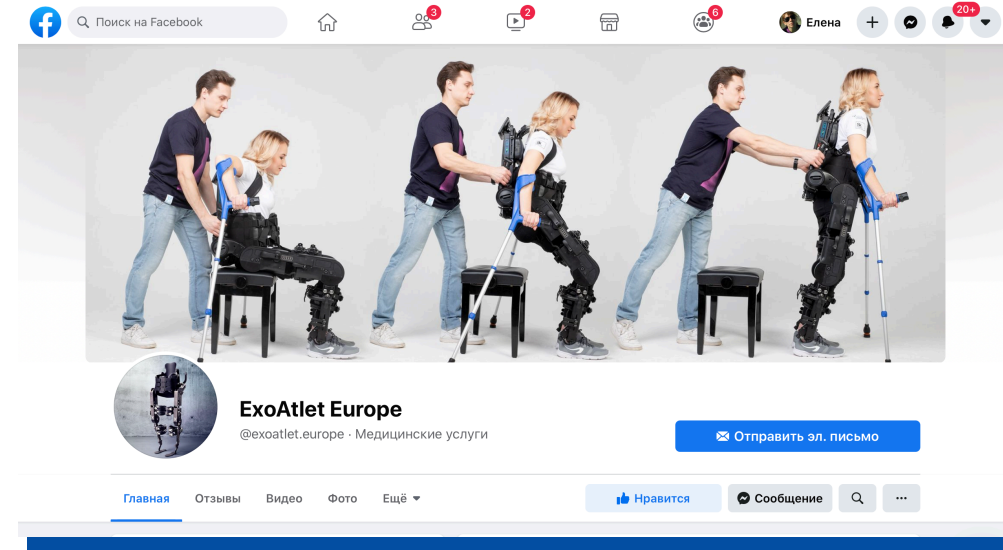 Поиск на Facebook
3
2
6
Елена
20+
ExoAtlet Europe
@exoatlet.europe · Медицинские услуги
Отправить эл. письмо
Главная
Отзывы
Видео
Фото
Ещё
Нравится
Сообщение